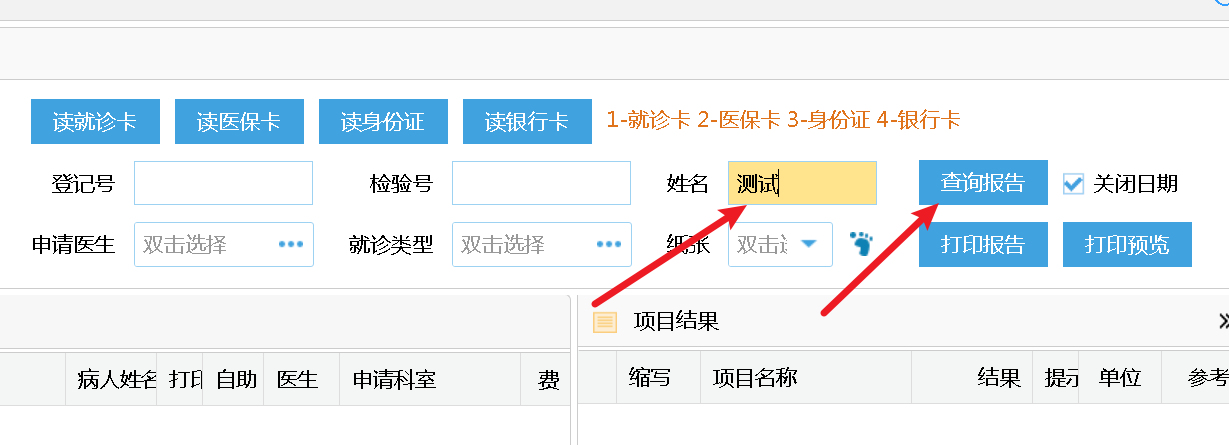 读就诊卡 读医保卡 读身份证 读银行卡 1-就诊卡 2-医保卡 3-身份证 4-银行卡
登记号 检验号 姓名 测试 查询报告 关闭日期
申请医生 双击选择 就诊类型 双击选择 纸张 双击 打印报告 打印预览
项目结果
病人姓名 打印 自助 医生 申请科室 费 缩写 项目名称 结果 提示 单位 参考